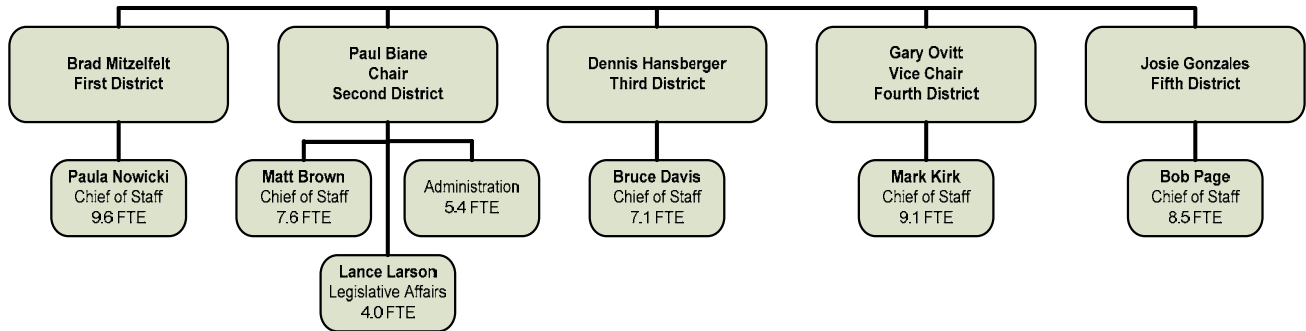 Brad Mitzelfelt
First District
Paul Biane
Chair
Second District
Dennis Hansberger
Third District
Gary Ovitt
Vice Chair
Fourth District
Josie Gonzales
Fifth District
Paula Nowicki
Chief of Staff
9.6 FTE
Matt Brown
Chief of Staff
7.6 FTE
Administration
5.4 FTE
Bruce Davis
Chief of Staff
7.1 FTE
Mark Kirk
Chief of Staff
9.1 FTE
Bob Page
Chief of Staff
8.5 FTE
Lance Larson
Legislative Affairs
4.0 FTE